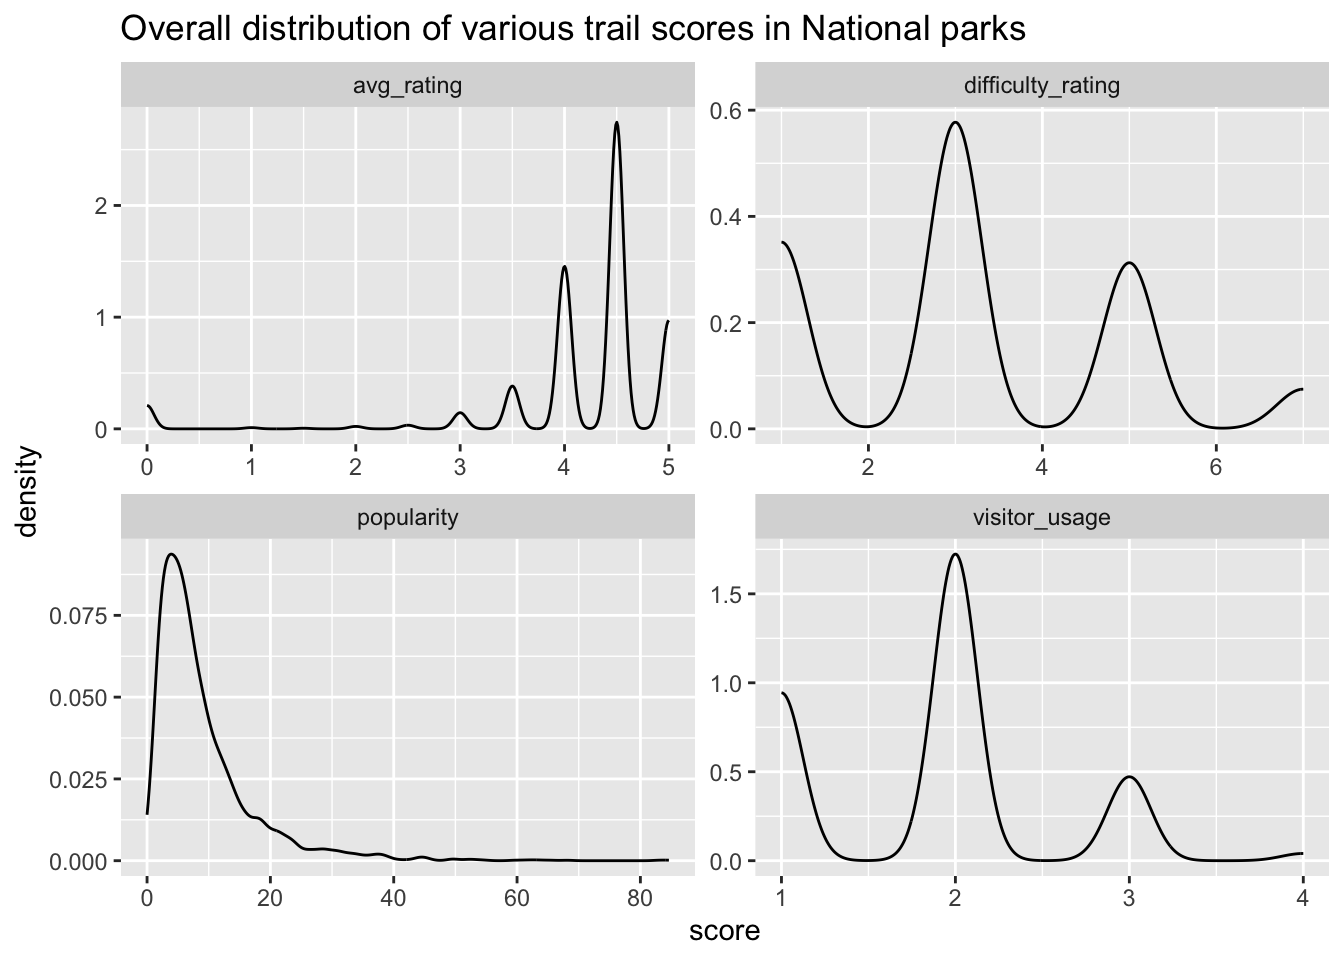 Overall distribution of various trail scores in National parks
avg_rating
difficulty_rating
2
1
0
0 1 2 3 4 5
0.6
0.4
0.2
0.0
2 4 6
density
popularity
visitor_usage
0.075
0.050
0.025
0.000
0 20 40 60 80
1.5
1.0
0.5
0.0
1 2 3 4
score